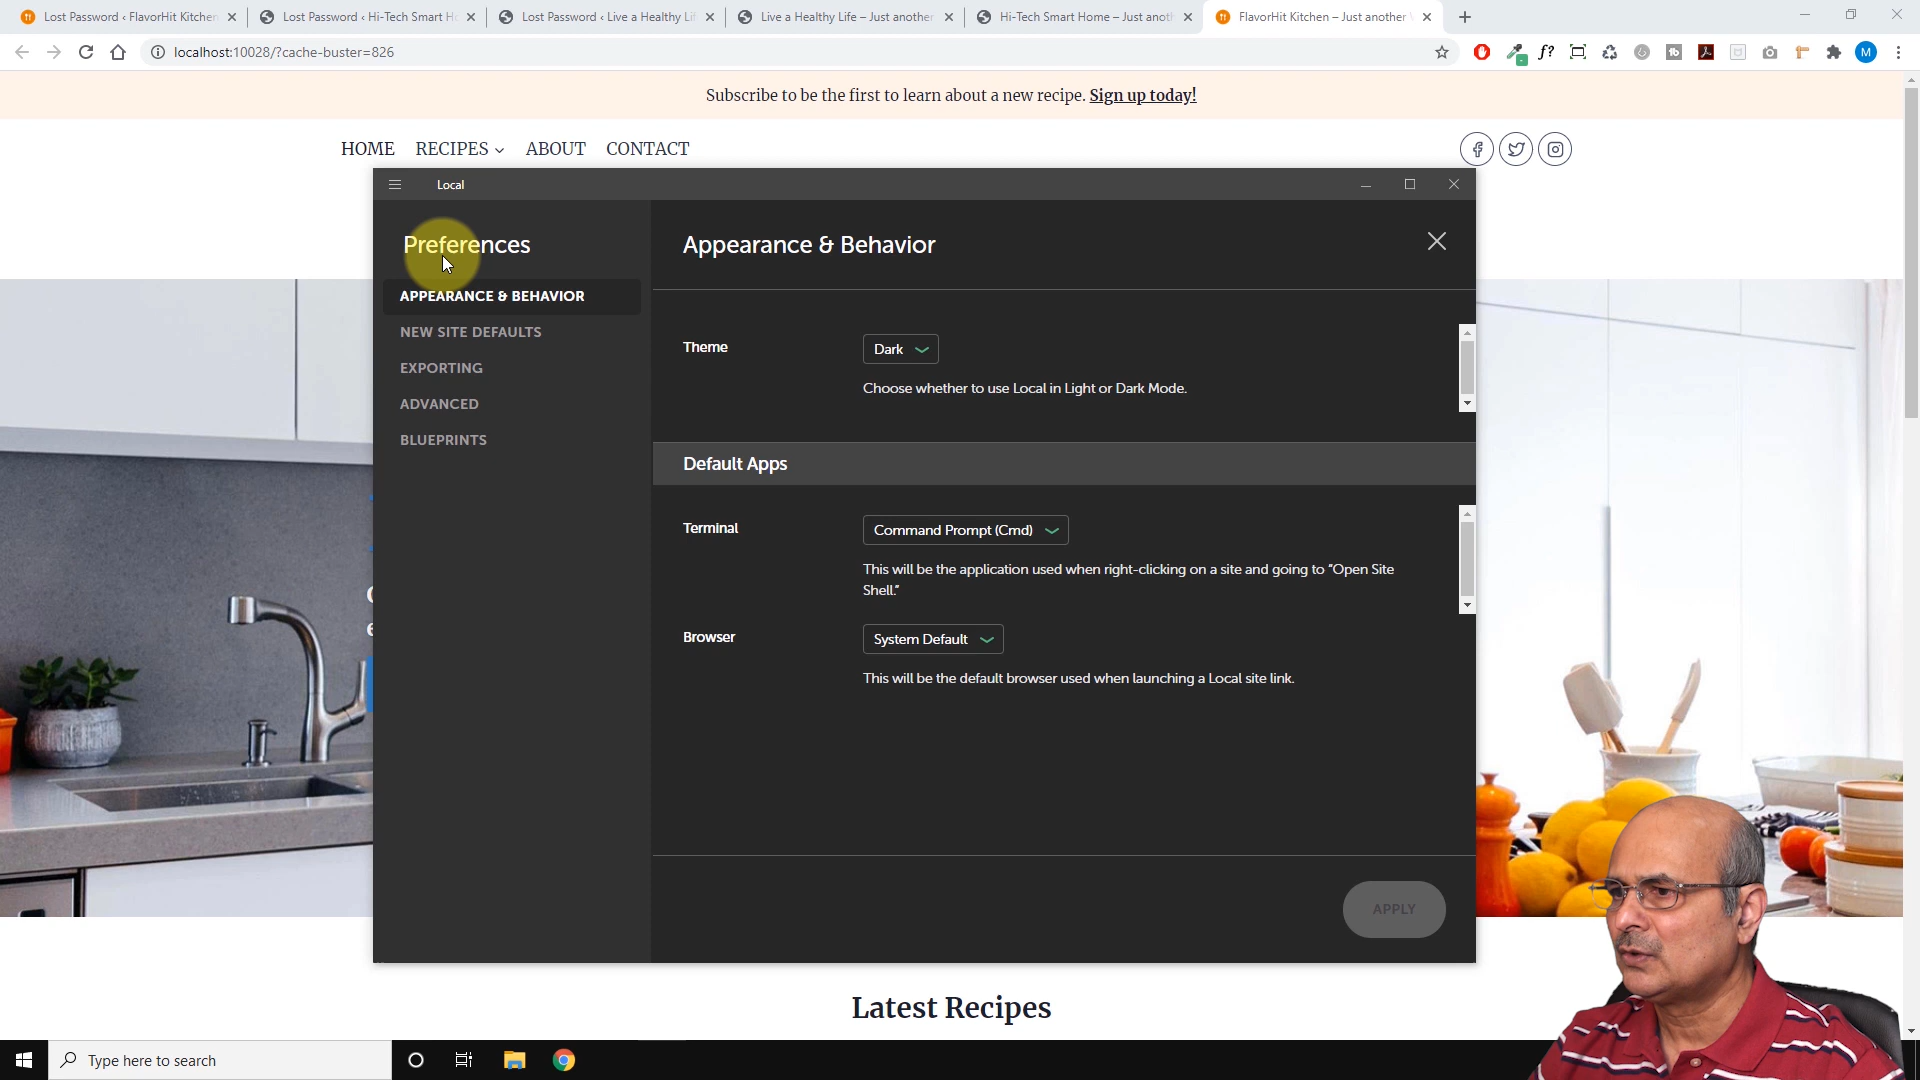 Lost Password ‹ FlavorHit Kitchen
Lost Password ‹ Hi-Tech Smart H
Lost Password ‹ Live a Healthy Li
Live a Healthy Life – Just another
Hi-Tech Smart Home – Just anot
FlavorHit Kitchen – Just another
localhost:10028/?cache-buster=826
f?
M
Subscribe to be the first to learn about a new recipe. Sign up today!
HOME RECIPES ABOUT CONTACT
Local
Preferences
APPEARANCE & BEHAVIOR
NEW SITE DEFAULTS
EXPORTING
ADVANCED
BLUEPRINTS
Appearance & Behavior
Theme
Dark
Choose whether to use Local in Light or Dark Mode.
Default Apps
Terminal
Command Prompt (Cmd)
This will be the application used when right-clicking on a site and going to “Open Site
Shell.”
Browser
System Default
This will be the default browser used when launching a Local site link.
APPLY
Latest Recipes
Type here to search